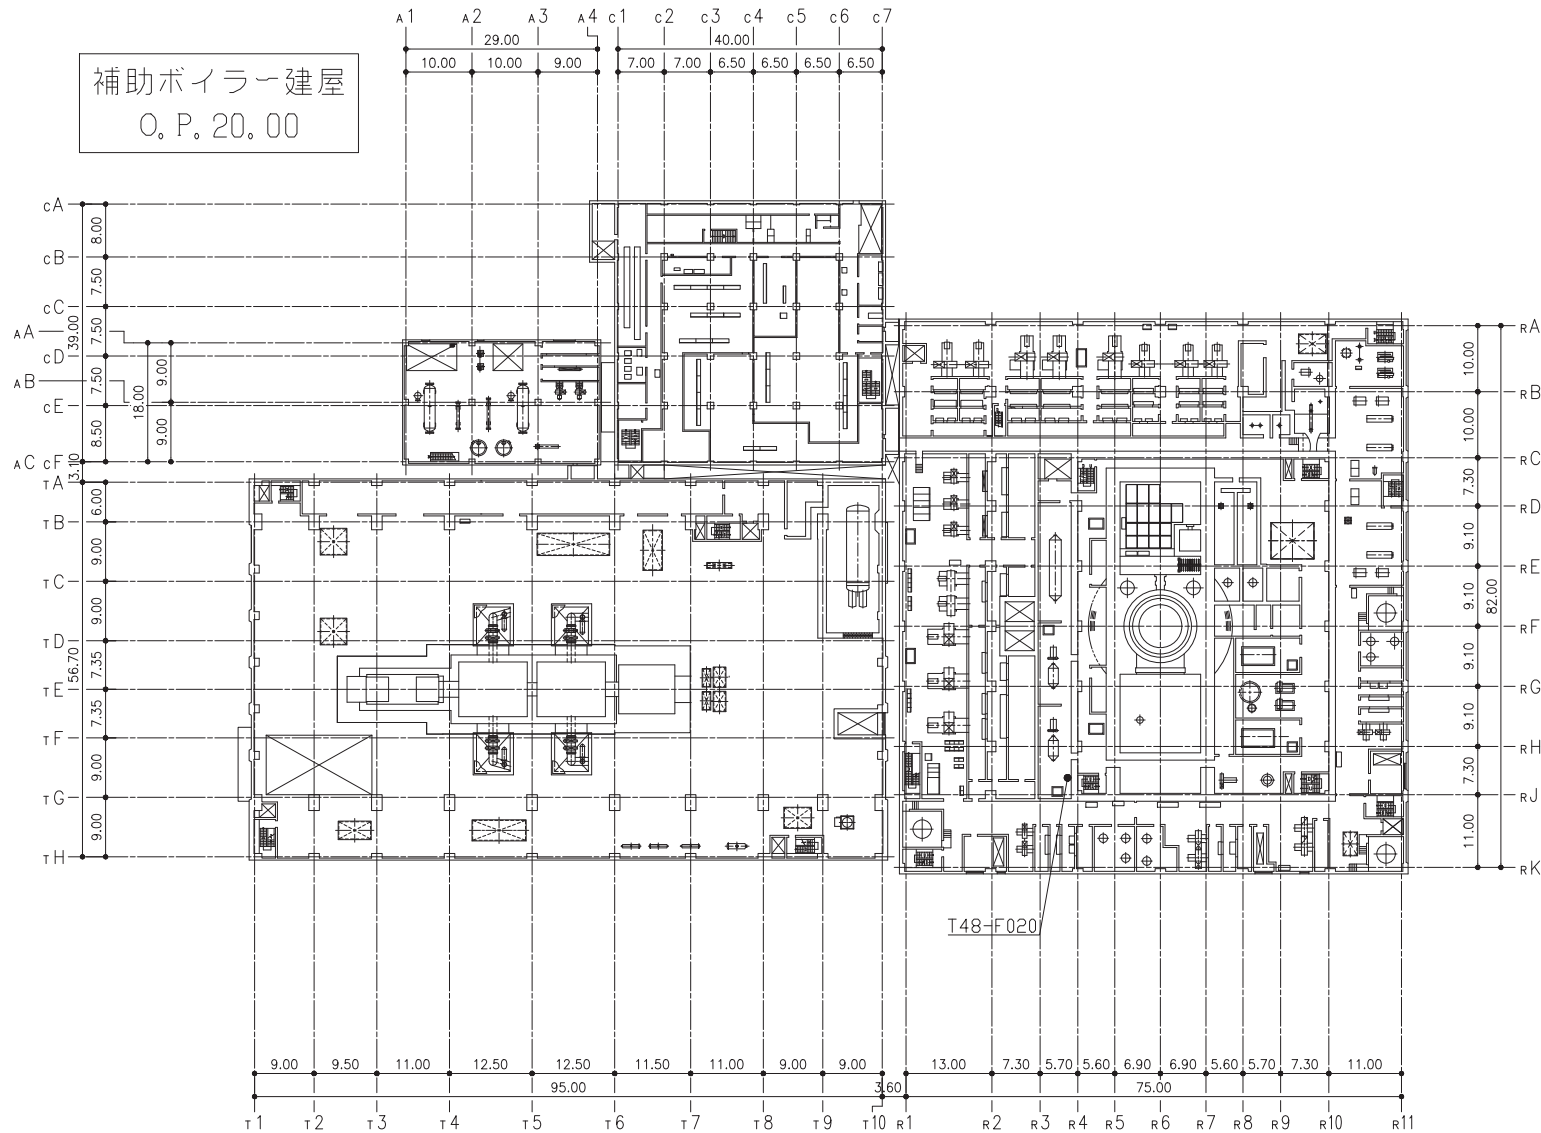 A1 A2 A3 A4 C1 C2 C3 C4 C5 C6 C7
29.00 40.00
10.00 10.00 9.00 7.00 7.00 6.50 6.50 6.50 6.50
補助ボイラー建屋
O.P.20.00
CA
8.00
CB
7.50
CC
7.50
39.00
AA
CD
7.50
AB
CE
8.50
AC CF
9.00
18.00
9.00
3.10
TA
6.00
TB
9.00
TC
9.00
TD
7.35
56.70
TE
7.35
TF
9.00
TG
9.00
TH
RA
10.00
RB
10.00
RC
7.30
RD
9.10
RE
9.10
82.00
RF
9.10
RG
9.10
RH
7.30
RJ
11.00
RK
T48-F020
9.00 9.50 11.00 12.50 12.50 11.50 11.00 9.00 9.00 13.00 7.30 5.70 5.60 6.90 6.90 5.60 5.70 7.30 11.00
95.00 3.60 75.00
T1 T2 T3 T4 T5 T6 T7 T8 T9 T10 R1 R2 R3 R4 R5 R6 R7 R8 R9 R10 R11